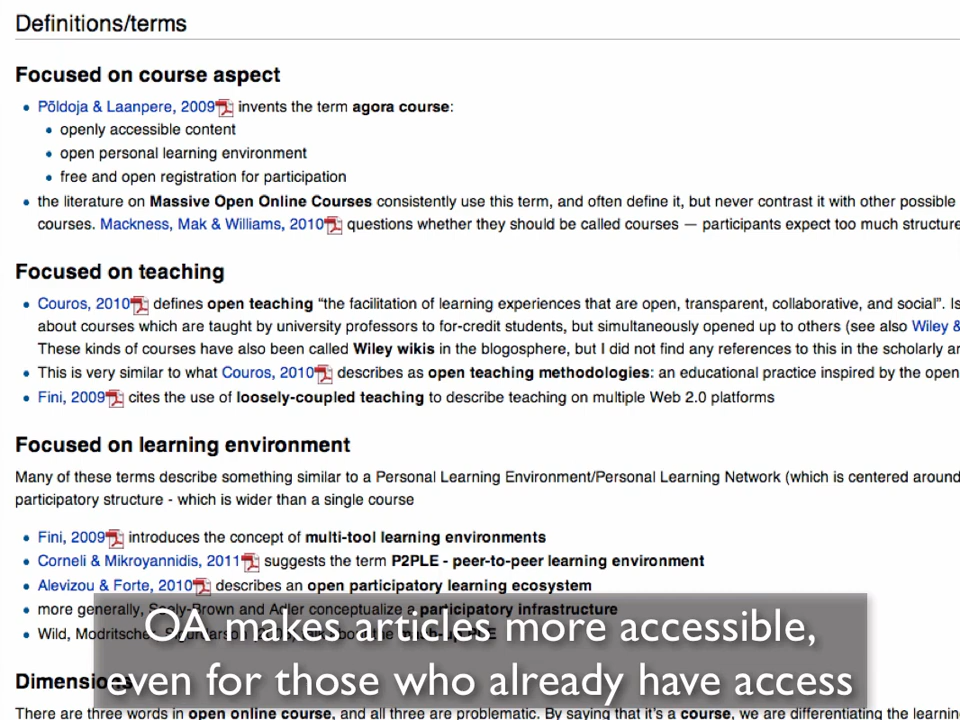 Definitions/terms
Focused on course aspect
Põldoja & Laanpere, 2009 invents the term agora course:
openly accessible content
open personal learning environment
free and open registration for participation
the literature on Massive Open Online Courses consistently use this term, and often define it, but never contrast it with other possible
courses. Mackness, Mak & Williams, 2010 questions whether they should be called courses — participants expect too much structure
Focused on teaching
Couros, 2010 defines open teaching “the facilitation of learning experiences that are open, transparent, collaborative, and social”. Is
about courses which are taught by university professors to for-credit students, but simultaneously opened up to others (see also Wiley &
These kinds of courses have also been called Wiley wikis in the blogosphere, but I did not find any references to this in the scholarly ar
This is very similar to what Couros, 2010 describes as open teaching methodologies: an educational practice inspired by the open
Fini, 2009 cites the use of loosely-coupled teaching to describe teaching on multiple Web 2.0 platforms
Focused on learning environment
Many of these terms describe something similar to a Personal Learning Environment/Personal Learning Network (which is centered around
participatory structure - which is wider than a single course
Fini, 2009 introduces the concept of multi-tool learning environments
Corneli & Mikroyannidis, 2011 suggests the term P2PLE - peer-to-peer learning environment
Alevizou & Forte, 2010 describes an open participatory learning ecosystem
more generally, Seely-Brown and Adler conceptualize a participatory infrastructure
Wild, Modritscher
OA makes articles more accessible,
even for those who already have access
Dimensions
There are three words in open online course, and all three are problematic. By saying that it's a course, we are differentiating the learnin